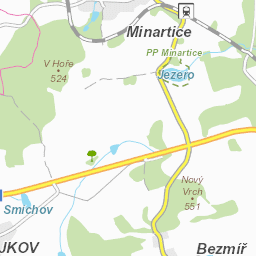 Minartice
PP Minartice
V Hoře
524
Jezero
Nový
Vrch
551
Smichov
JKOV
Bezmíř